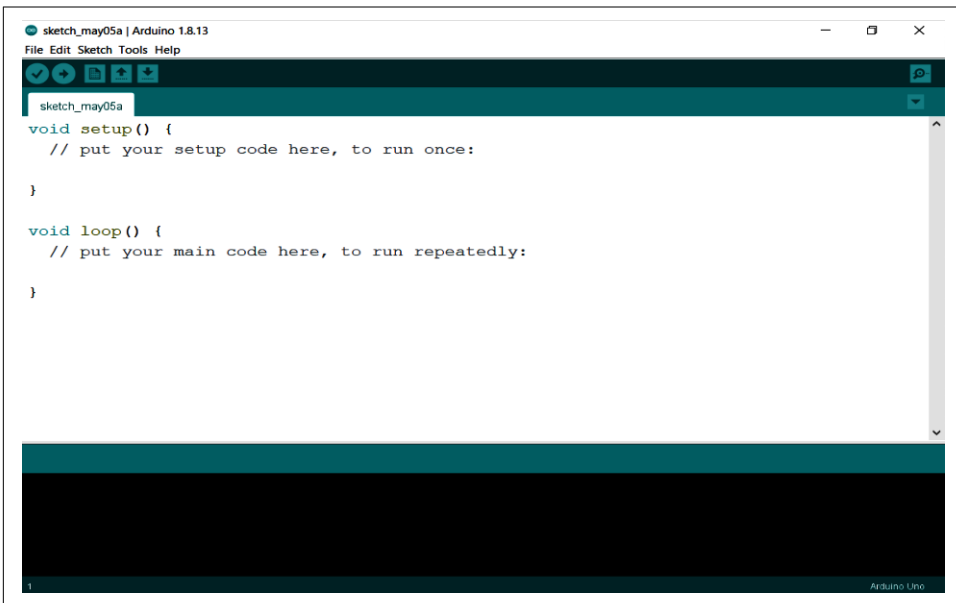 sketch_may05a | Arduino 1.8.13
File Edit Sketch Tools Help
sketch_may05a
void setup() {
  // put your setup code here, to run once:
}
void loop() {
  // put your main code here, to run repeatedly:
}
1
Arduino Uno